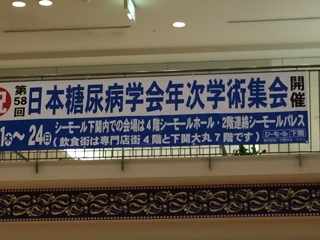 祝 第58回 日本糖尿病学会年次学術集会 開催
1(木)～24(日)
シーモール下関内での会場は4階シーモールホール・2階連絡シーモールパレス
(飲食街は専門店街4階と下関大丸7階です)
シーモール下関